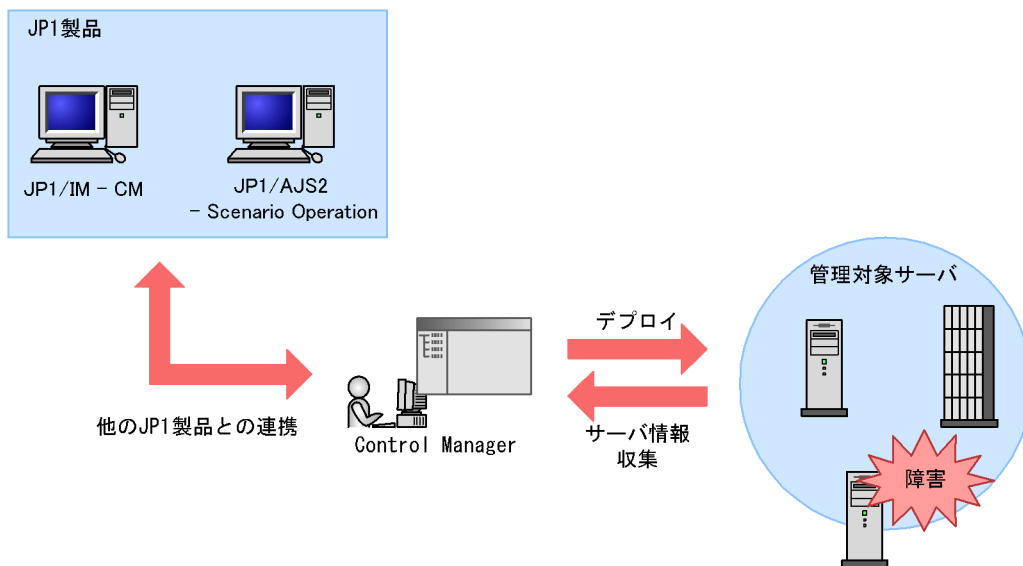 JP1製品
JP1/IM - CM
JP1/AJS2
- Scenario Operation
他のJP1製品との連携
Control Manager
デプロイ
サーバ情報
収集
管理対象サーバ
障害